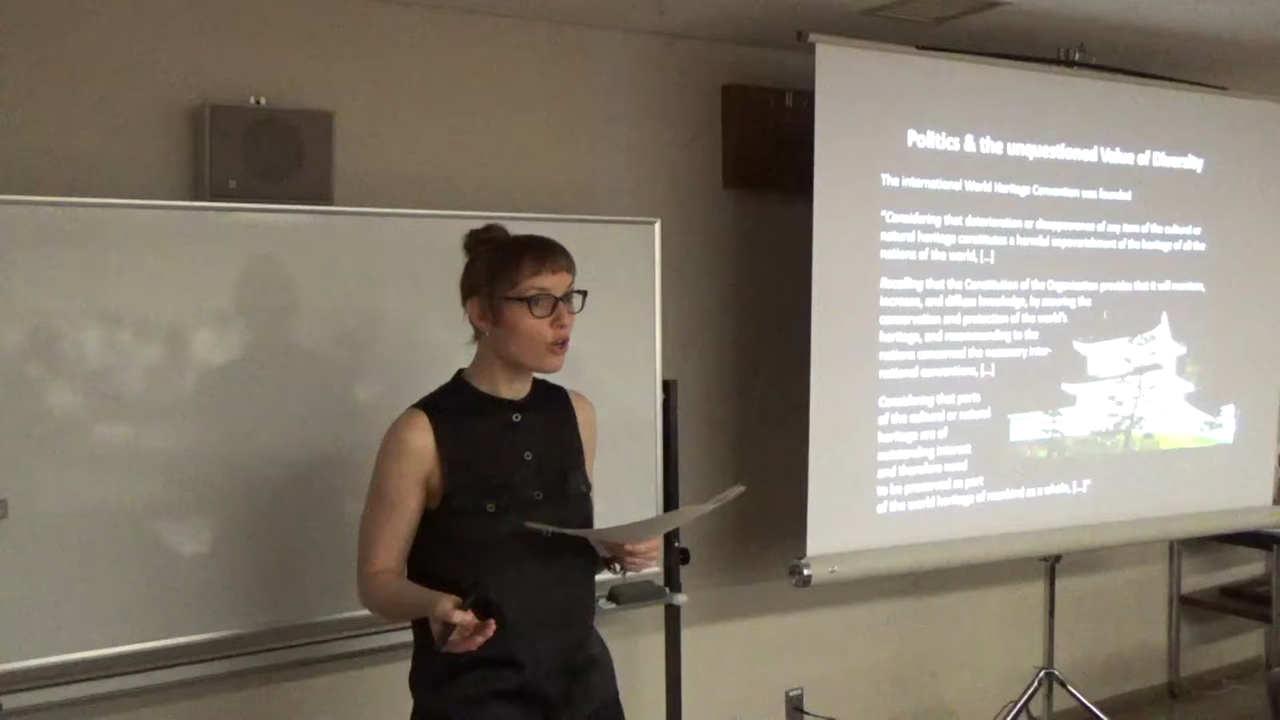 Politics & the unquestioned Value of Diversity
The international World Heritage Convention was founded
"Considering that deterioration or disappearance of any item of the cultural or
natural heritage constitutes a harmful impoverishment of the heritage of all the
nations of the world, [...]
Recalling that the Constitution of the Organisation provides that it will maintain,
increase, and diffuse knowledge, by assuring the
conservation and protection of the world's
heritage, and recommending to the
nations concerned the necessary inter-
national conventions, [...]
Considering that parts
of the cultural or natural
heritage are of
outstanding interest
and therefore need
to be preserved as part
of the world heritage of mankind as a whole, [...]"